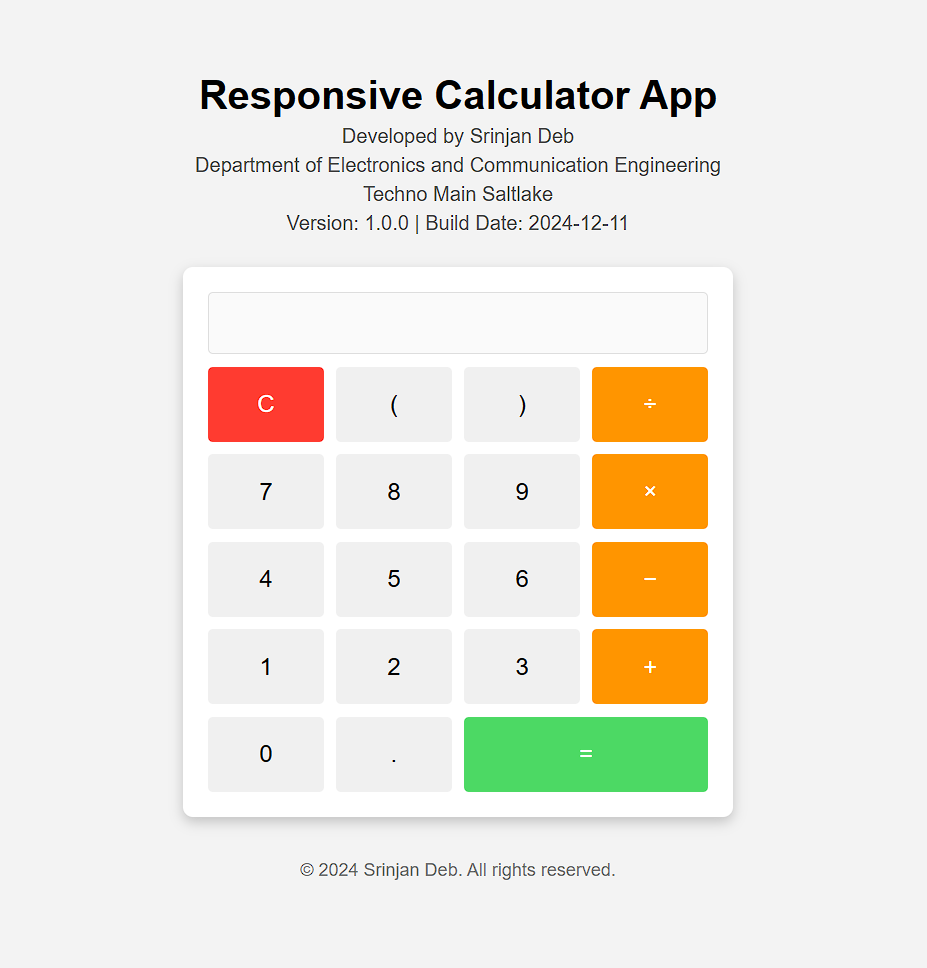 Responsive Calculator App
Developed by Srinjan Deb
Department of Electronics and Communication Engineering
Techno Main Saltlake
Version: 1.0.0 | Build Date: 2024-12-11
C ( ) ÷
7 8 9 ×
4 5 6 −
1 2 3 +
0 . =
© 2024 Srinjan Deb. All rights reserved.